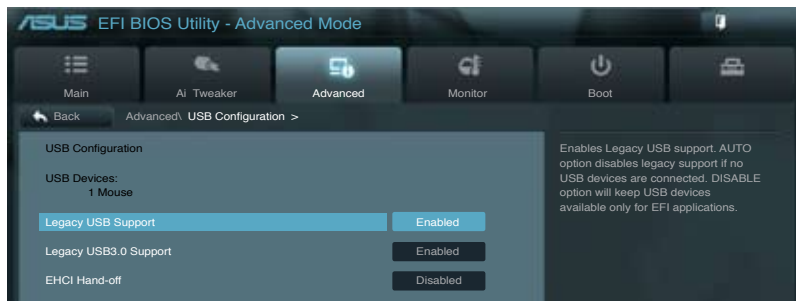 ASUS EFI BIOS Utility - Advanced Mode
Main
Ai Tweaker
Advanced
Monitor
Boot
Back
Advanced\ USB Configuration >
USB Configuration
USB Devices:
1 Mouse
Legacy USB Support Enabled
Legacy USB3.0 Support Enabled
EHCI Hand-off Disabled
Enables Legacy USB support. AUTO
option disables legacy support if no
USB devices are connected. DISABLE
option will keep USB devices
available only for EFI applications.